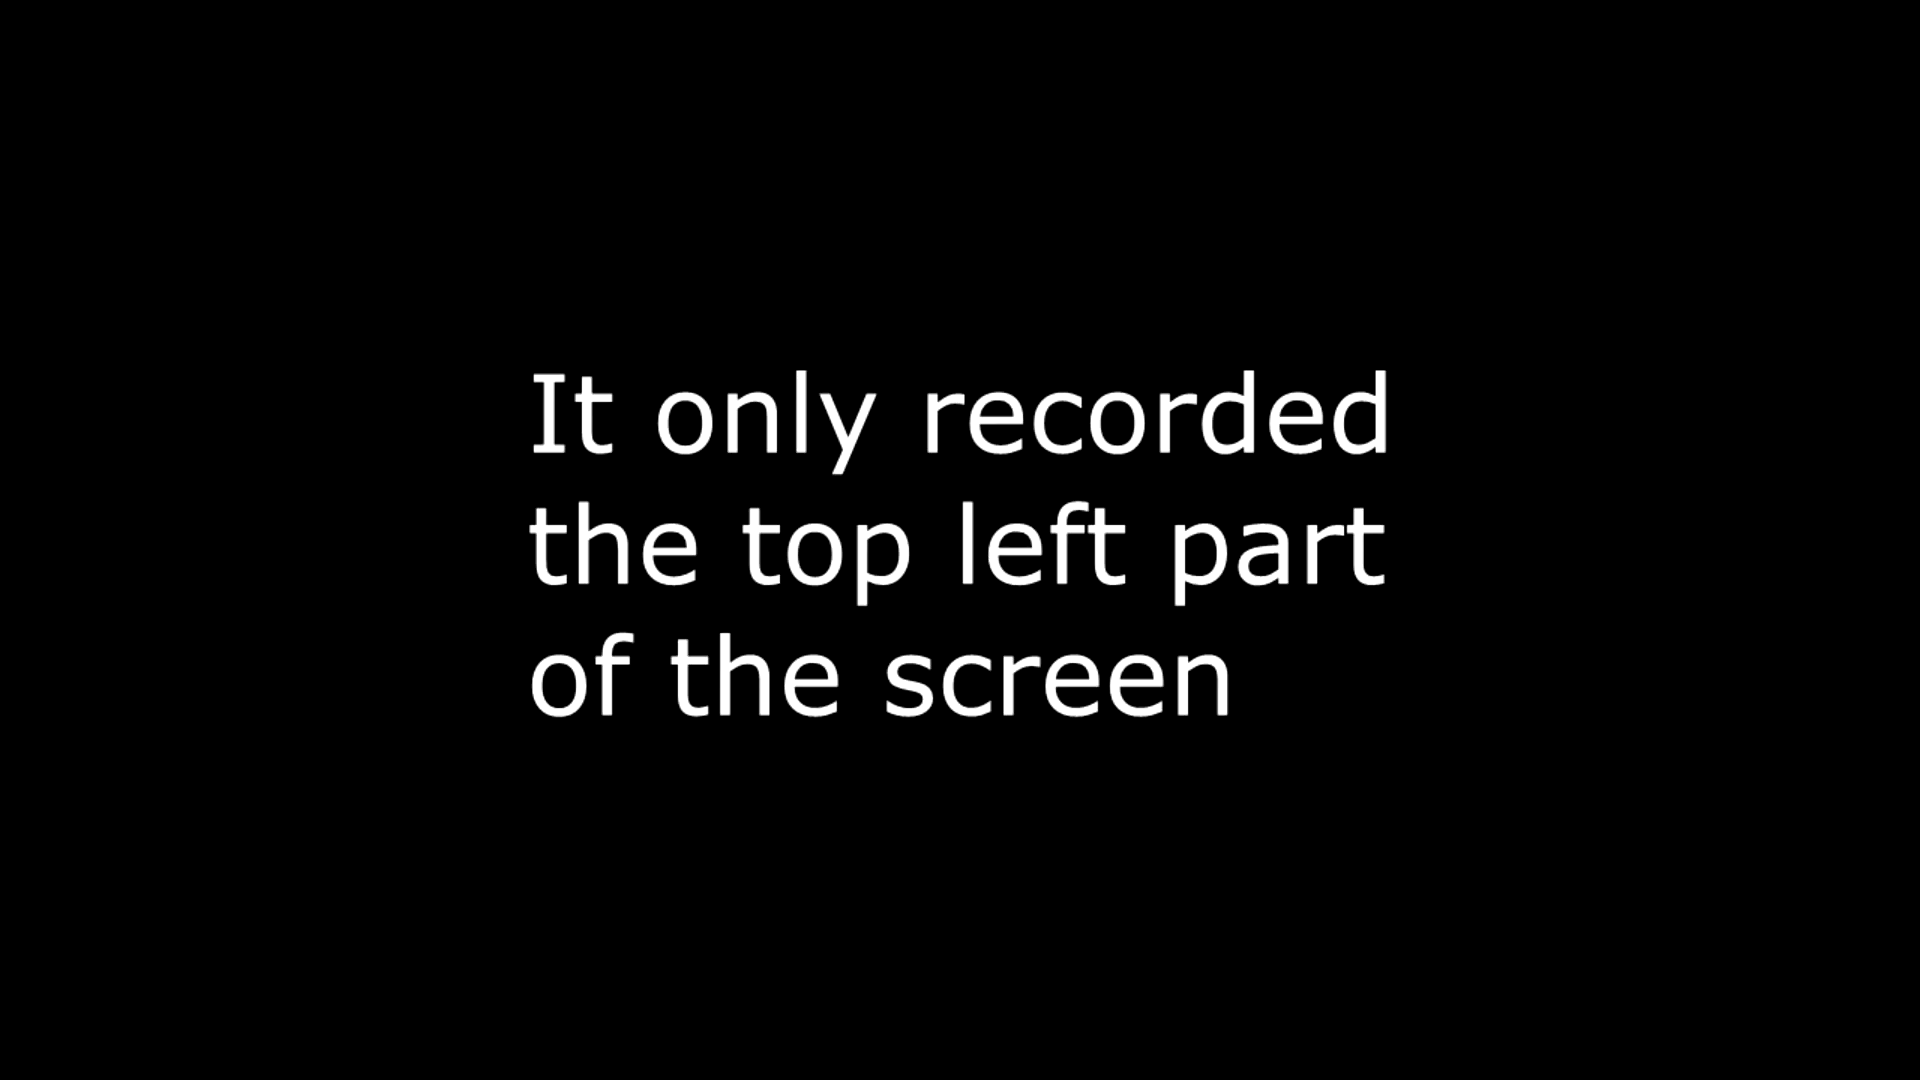 It only recorded
the top left part
of the screen